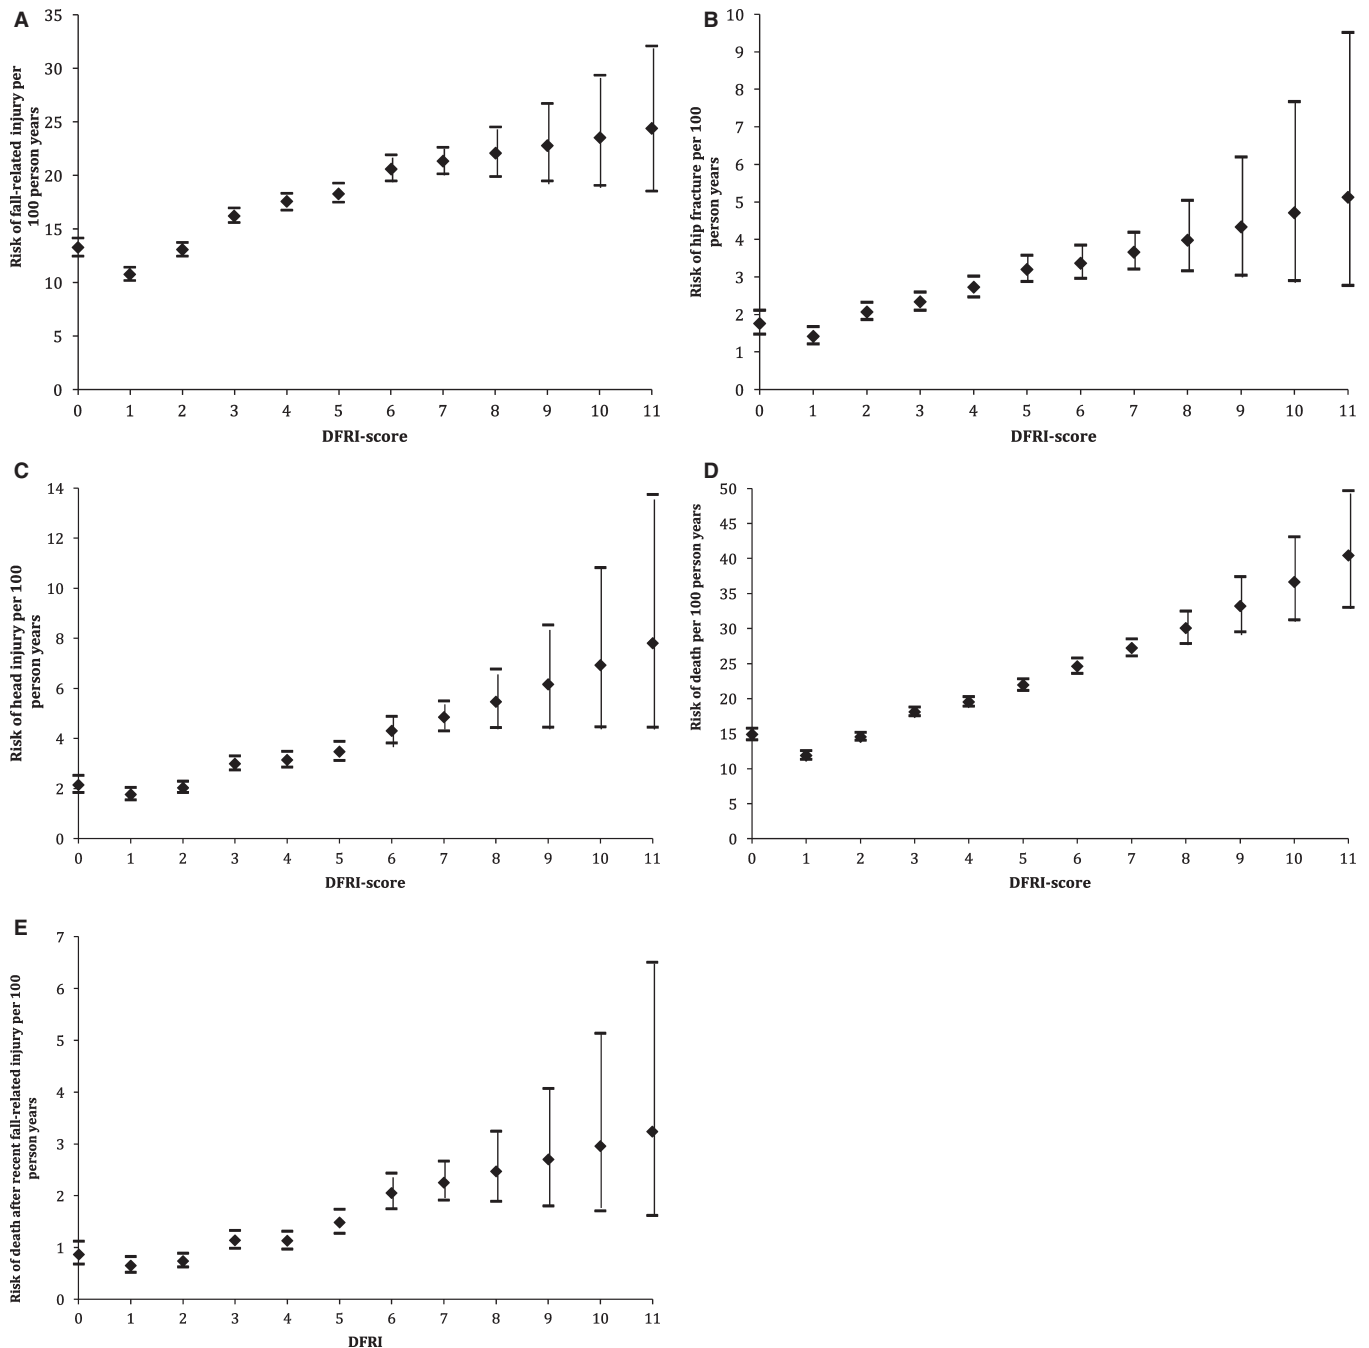 A
Risk of fall-related injury per
100 person years
35
30
25
20
15
10
5
0
0 1 2 3 4 5 6 7 8 9 10 11
DFRI-score
B
Risk of hip fracture per 100
person years
10
9
8
7
6
5
4
3
2
1
0
0 1 2 3 4 5 6 7 8 9 10 11
DFRI-score
C
Risk of head injury per 100
person years
14
12
10
8
6
4
2
0
0 1 2 3 4 5 6 7 8 9 10 11
DFRI-score
D
Risk of death per 100 person years
50
45
40
35
30
25
20
15
10
5
0
0 1 2 3 4 5 6 7 8 9 10 11
DFRI-score
E
Risk of death after recent fall-related injury per 100
person years
7
6
5
4
3
2
1
0
0 1 2 3 4 5 6 7 8 9 10 11
DFRI